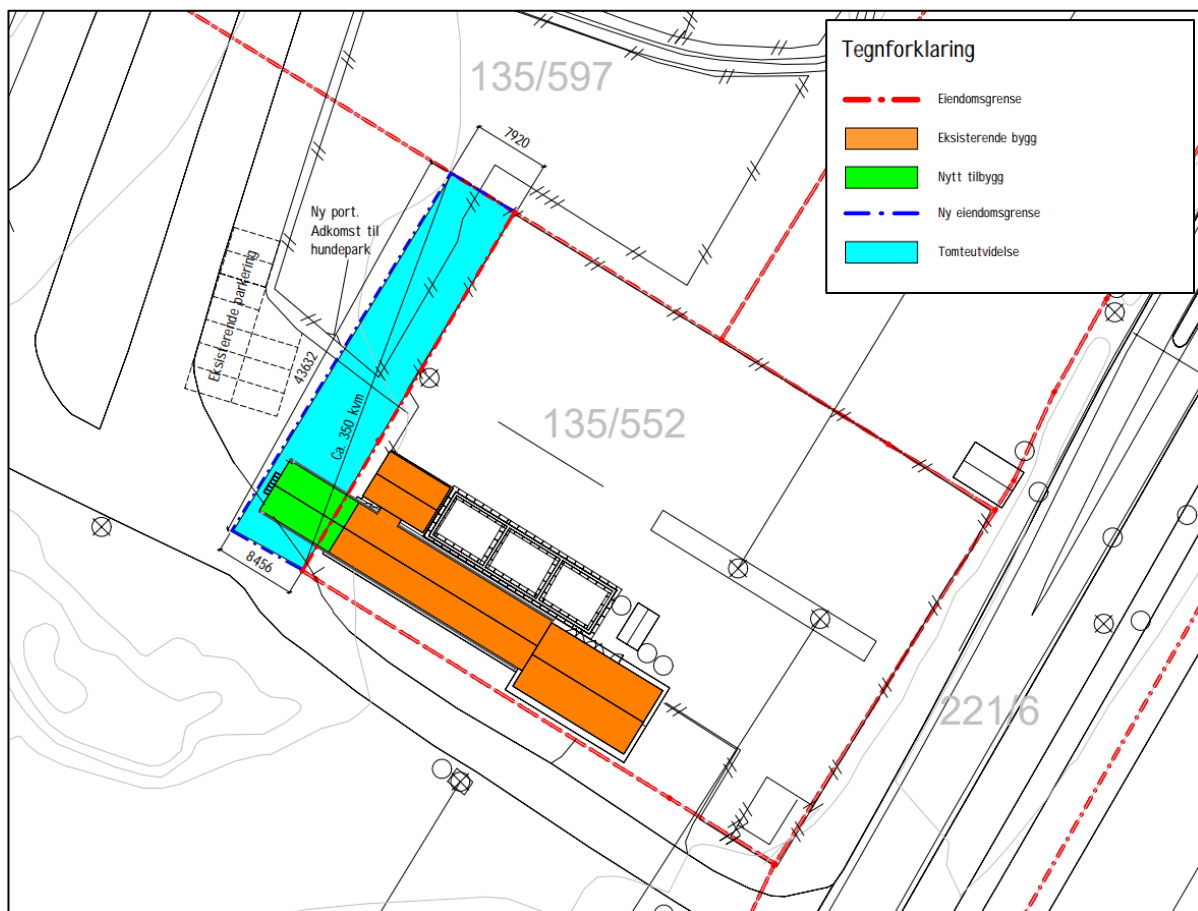 Tegnforklaring
Eiendomsgrense
Eksisterende bygg
Nytt tilbygg
Ny eiendomsgrense
Tomteutvidelse
135/597
7920
Ny port.
Adkomst til
hundepark
Eksisterende parkering
43632
Ca. 350 kvm
135/552
8456
221/6